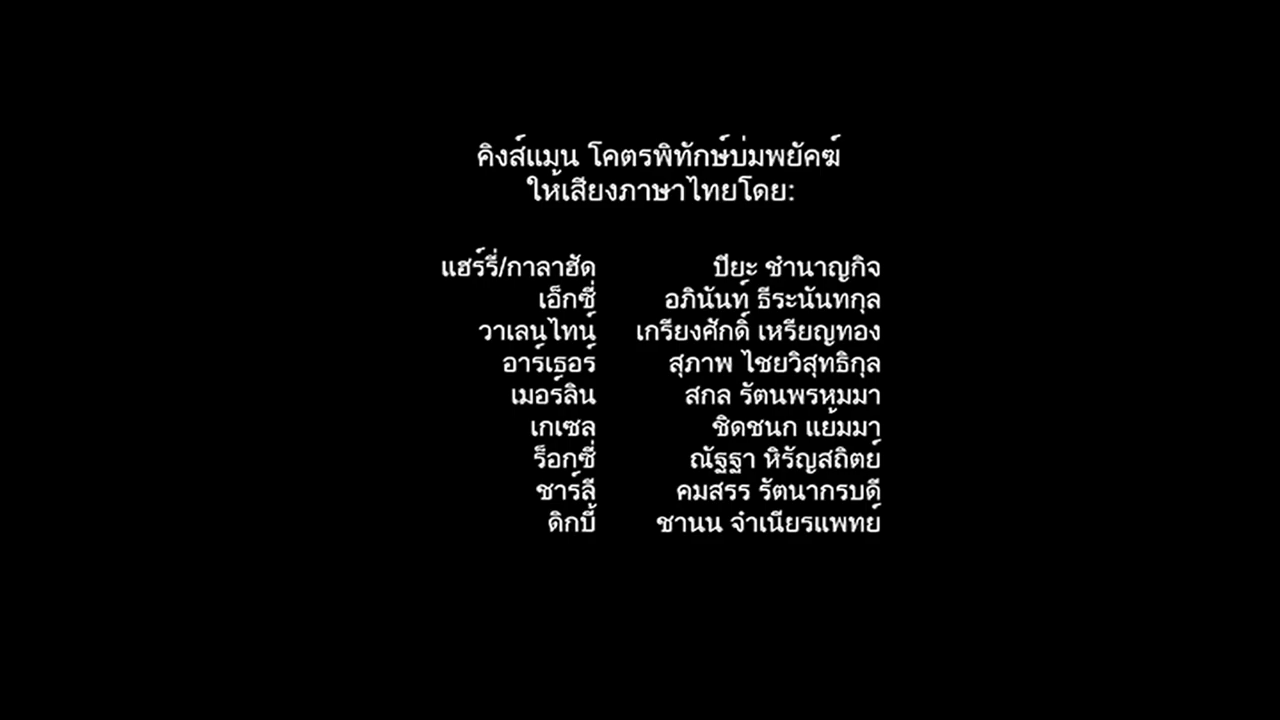 คิงส์แมน โคตรพิทักษ์บ่มพยัคฆ์
ให้เสียงภาษาไทยโดย:
แฮร์รี่/กาลาฮัด ปิยะ ชำนาญกิจ
เอ็กซี่ อภินันท์ ธีระนันทกุล
วาเลนไทน์ เกรียงศักดิ์ เหรียญทอง
อาร์เธอร์ สุภาพ ไชยวิสุทธิกุล
เมอร์ลิน สกล รัตนพรหมมา
เกเซล ชิดชนก แย้มมา
ร็อกซี่ ณัฐฐา หิรัญสถิตย์
ชาร์ลี คมสรร รัตนากรบดี
ดิกบี้ ชานน จำเนียรแพทย์